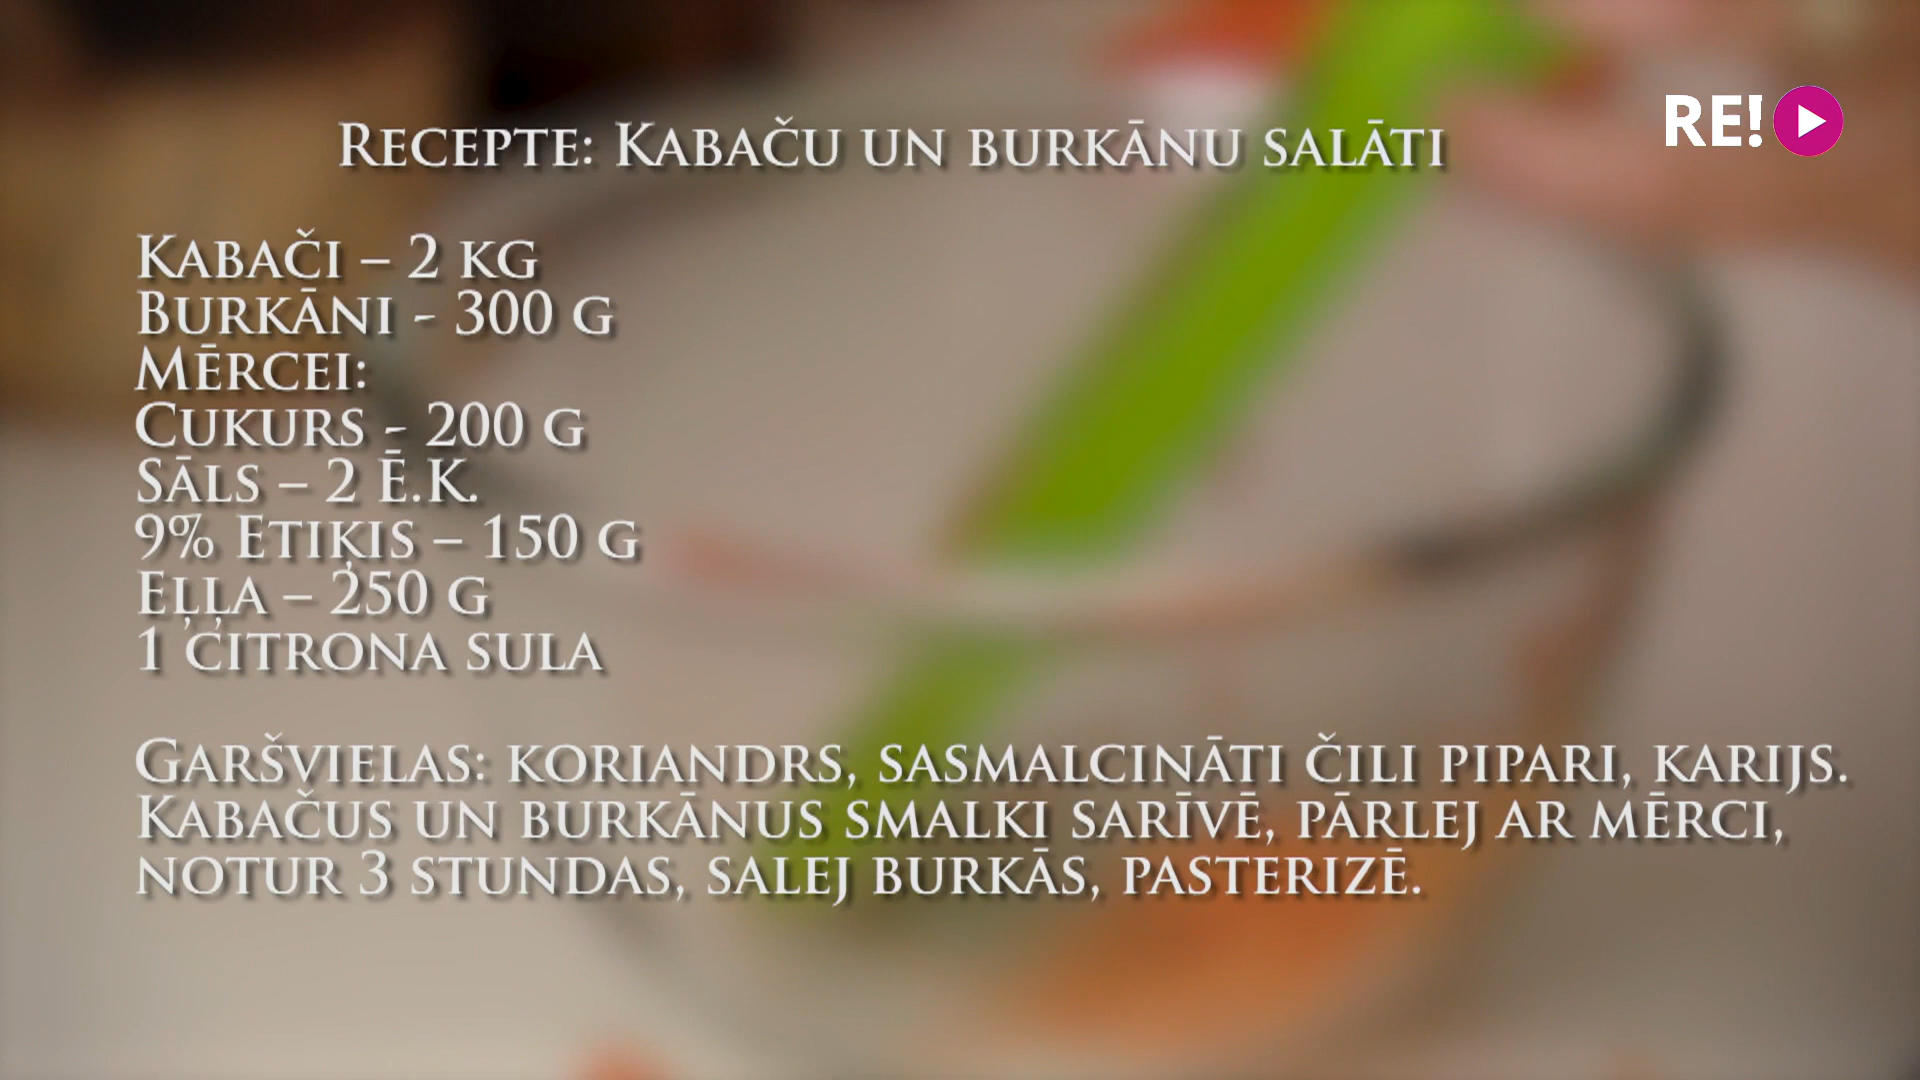 RE!
Recepte: Kabaču un burkānu salāti
Kabači – 2 kg
Burkāni - 300 g
Mērcei:
Cukurs - 200 g
Sāls – 2 ē.k.
9% Etiķis – 150 g
Eļļa – 250 g
1 citrona sula
Garšvielas: koriandrs, sasmalcināti čili pipari, karijs.
Kabačus un burkānus smalki sarīvē, pārlej ar mērci,
notur 3 stundas, salej burkās, pasterizē.